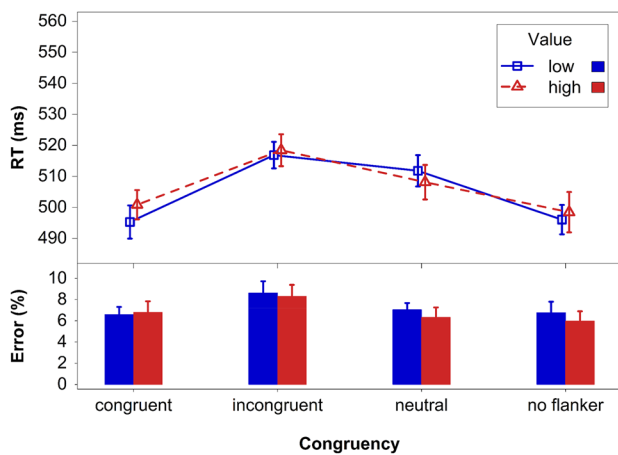 560
550
540
530
520
510
500
490
RT (ms)
Value
low
high
10
8
6
4
2
0
Error (%)
congruent
incongruent
neutral
no flanker
Congruency